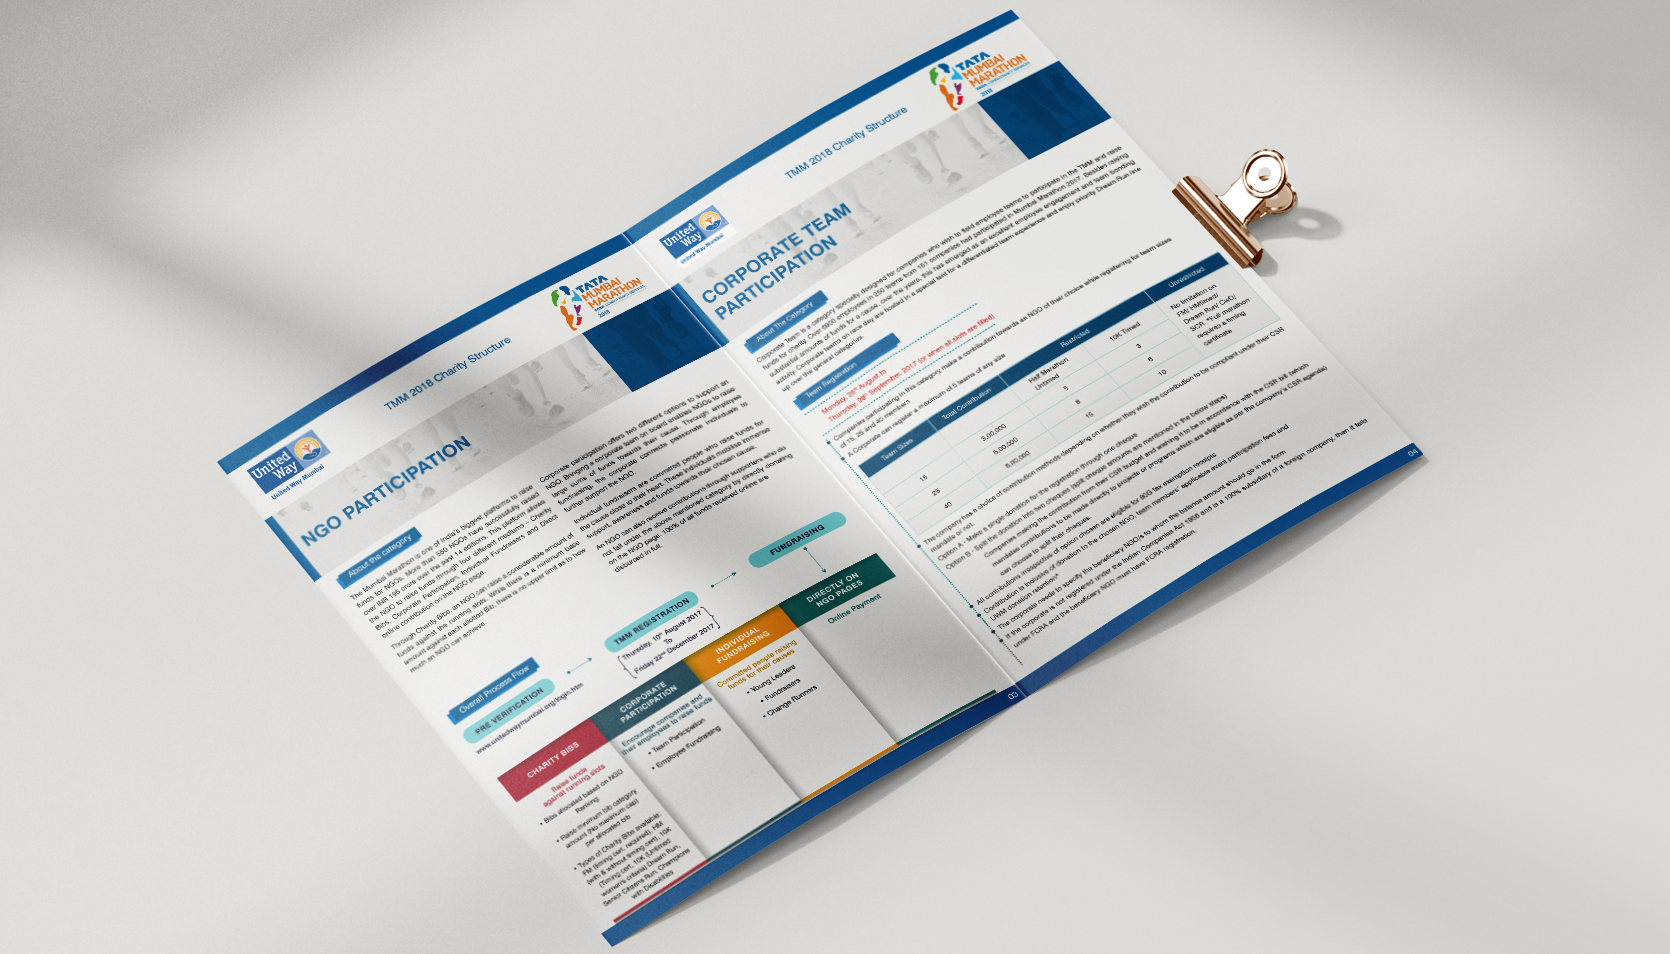 United
Way
United Way Mumbai
TMM 2018 Charity Structure
TATA
MUMBAI
MARATHON
2018
NGO PARTICIPATION
About the category
The Mumbai Marathon is one of India's biggest platforms to raise
funds for NGOs. More than 550 NGOs have successfully raised
over INR 196 crore over the past 14 editions. This platform allows
the NGO to raise funds through four different mediums – Charity
Bibs, Corporate Participation, Individual Fundraisers and Direct
online contribution on the NGO page.
Through Charity Bibs, an NGO can raise a considerable amount of
funds against the running slots. While there is a minimum base
amount against each allotted Bib, there is no upper limit as to how
much an NGO can achieve.
Corporate participation offers two different options to support an
NGO. Bringing a corporate team on board enables NGOs to raise
large sums of funds towards their cause. Through employee
fundraising, the corporate connects passionate individuals to
further support the NGO.
Individual fundraisers are committed people who raise funds for
the cause close to their heart. These individuals mobilise immense
support, awareness and funds towards their chosen cause.
An NGO can also receive contributions through supporters who do
not fall under the above mentioned category by directly donating
on the NGO page. 100% of all funds received online are
disbursed in full.
Overall Process Flow
PRE VERIFICATION
www.unitedwaymumbai.org/login.htm
TMM REGISTRATION
Thursday, 10th August 2017
To
Friday 22nd December 2017
FUNDRAISING
CHARITY BIBS
Raise funds
against running slots
• Bibs allocated based on NGO
Ranking
• Raise minimum bib category
amount (No maximum cap)
per allocated bib
• Types of Charity Bibs available:
FM (timing cert. required), HM
(with & without timing cert), 10K
(Timing cert, 10K (Untimed
women's criteria) Dream Run,
Senior Citizens Run, Champions
with Disabilities
CORPORATE
PARTICIPATION
Encourage companies and
their employees to raise funds
• Team Participation
• Employee Fundraising
INDIVIDUAL
FUNDRAISING
Committed people raising
funds for their causes
• Young Leaders
• Fundraisers
• Change Runners
DIRECTLY ON
NGO PAGES
Online Payment
03
United
Way
United Way Mumbai
TMM 2018 Charity Structure
TATA
MUMBAI
MARATHON
2018
CORPORATE TEAM
PARTICIPATION
About The Category
Corporate Team is a category specially designed for companies who wish to field employee teams to participate in the TMM and raise
funds for charity. Over 6900 employees in 250 teams from 151 companies had participated in Mumbai Marathon 2017. Besides raising
substantial amounts of funds for a cause, over the years, this has emerged as an excellent employee engagement and team bonding
activity. Corporate teams on race day are hosted in a special tent for a differentiated team experience and enjoy priority Dream Run line
up over the general categories.
Team Registration
Monday, 28th August to
Thursday, 28th September, 2017 (or when all slots are filled)
Companies participating in this category make a contribution towards an NGO of their choice while registering for team sizes
of 15, 25 and 40 members
A Corporate can register a maximum of 5 teams of any size
Team Sizes Total Contribution Restricted Unrestricted
Half Marathon
Untimed
10K Timed
No limitation on
FM/ HMtimed/
Dream Run/ CwD/
SCR. *Full marathon
requires a timing
certificate
15 3,00,000 5 3
25 5,00,000 8 6
40 8,00,000 15 10
The company has a choice of contribution methods depending on whether they wish the contribution to be compliant under their CSR
mandate or not.
Option A - Make a single donation for the registration through one cheque
Option B - Split the donation into two cheques (split cheque amounts are mentioned in the below steps)
Companies making the contribution from their CSR budget and wishing it to be in accordance with the CSR bill (which
mandates contributions to be made directly to projects or programs which are eligible as per the company's CSR agenda)
can choose to split their cheques.
All contributions irrespective of option chosen are eligible for 80G tax exemption receipts
Contribution is inclusive of donation to the chosen NGO, team members' applicable event participation fees and
UWM donation retention*
The corporate needs to specify the beneficiary NGO/s to whom the balance amount should go in the form
If the corporate is not registered under the Indian Companies Act 1956 and is a 100% subsidiary of a foreign company, than it falls
under FCRA and the beneficiary NGO must have FCRA registration.
04